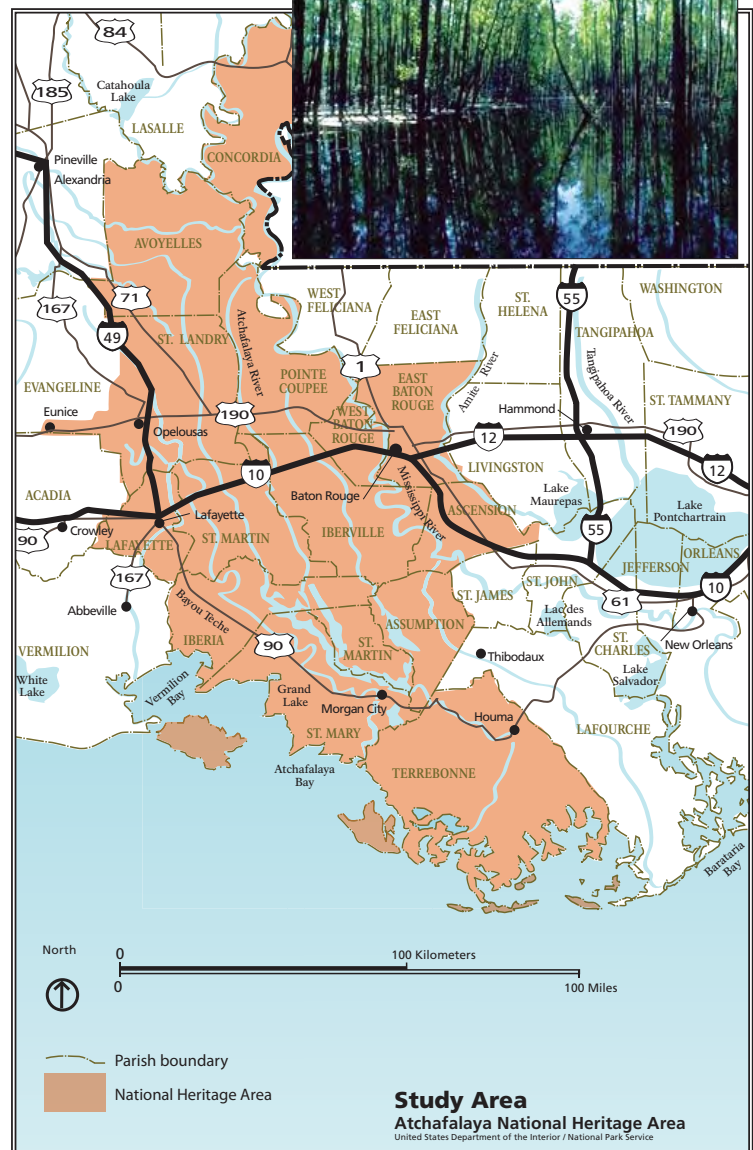 84
185
Catahoula
Lake
LASALLE
CONCORDIA
Pineville
Alexandria
AVOYELLES
71
167
49
ST. LANDRY
Atchafalaya River
WEST
FELICIANA
EAST
FELICIANA
ST.
HELENA
55
WASHINGTON
TANGIPAHOA
Tangipahoa River
1
Amite River
EVANGELINE
POINTE
COUPEE
EAST
BATON
ROUGE
ST. TAMMANY
Eunice
190
Opelousas
WEST
BATON
ROUGE
Hammond
190
12
12
10
LIVINGSTON
Baton Rouge
Mississippi River
Lake
Maurepas
Lake
Pontchartrain
ACADIA
ASCENSION
55
90
Crowley
Lafayette
LAFAYETTE
ST. MARTIN
IBERVILLE
ORLEANS
JEFFERSON
10
167
ST. JAMES
ST. JOHN
61
Abbeville
Bayou Teche
ASSUMPTION
Lac des
Allemands
New Orleans
ST.
CHARLES
VERMILION
IBERIA
90
ST.
MARTIN
Thibodaux
Lake
Salvador
White
Lake
Vermilion
Bay
Grand
Lake
Morgan City
Houma
LAFOURCHE
ST. MARY
Atchafalaya
Bay
TERREBONNE
Barataria
Bay
North
0
100 Kilometers
0
100 Miles
Parish boundary
National Heritage Area
Study Area
Atchafalaya National Heritage Area
United States Department of the Interior / National Park Service